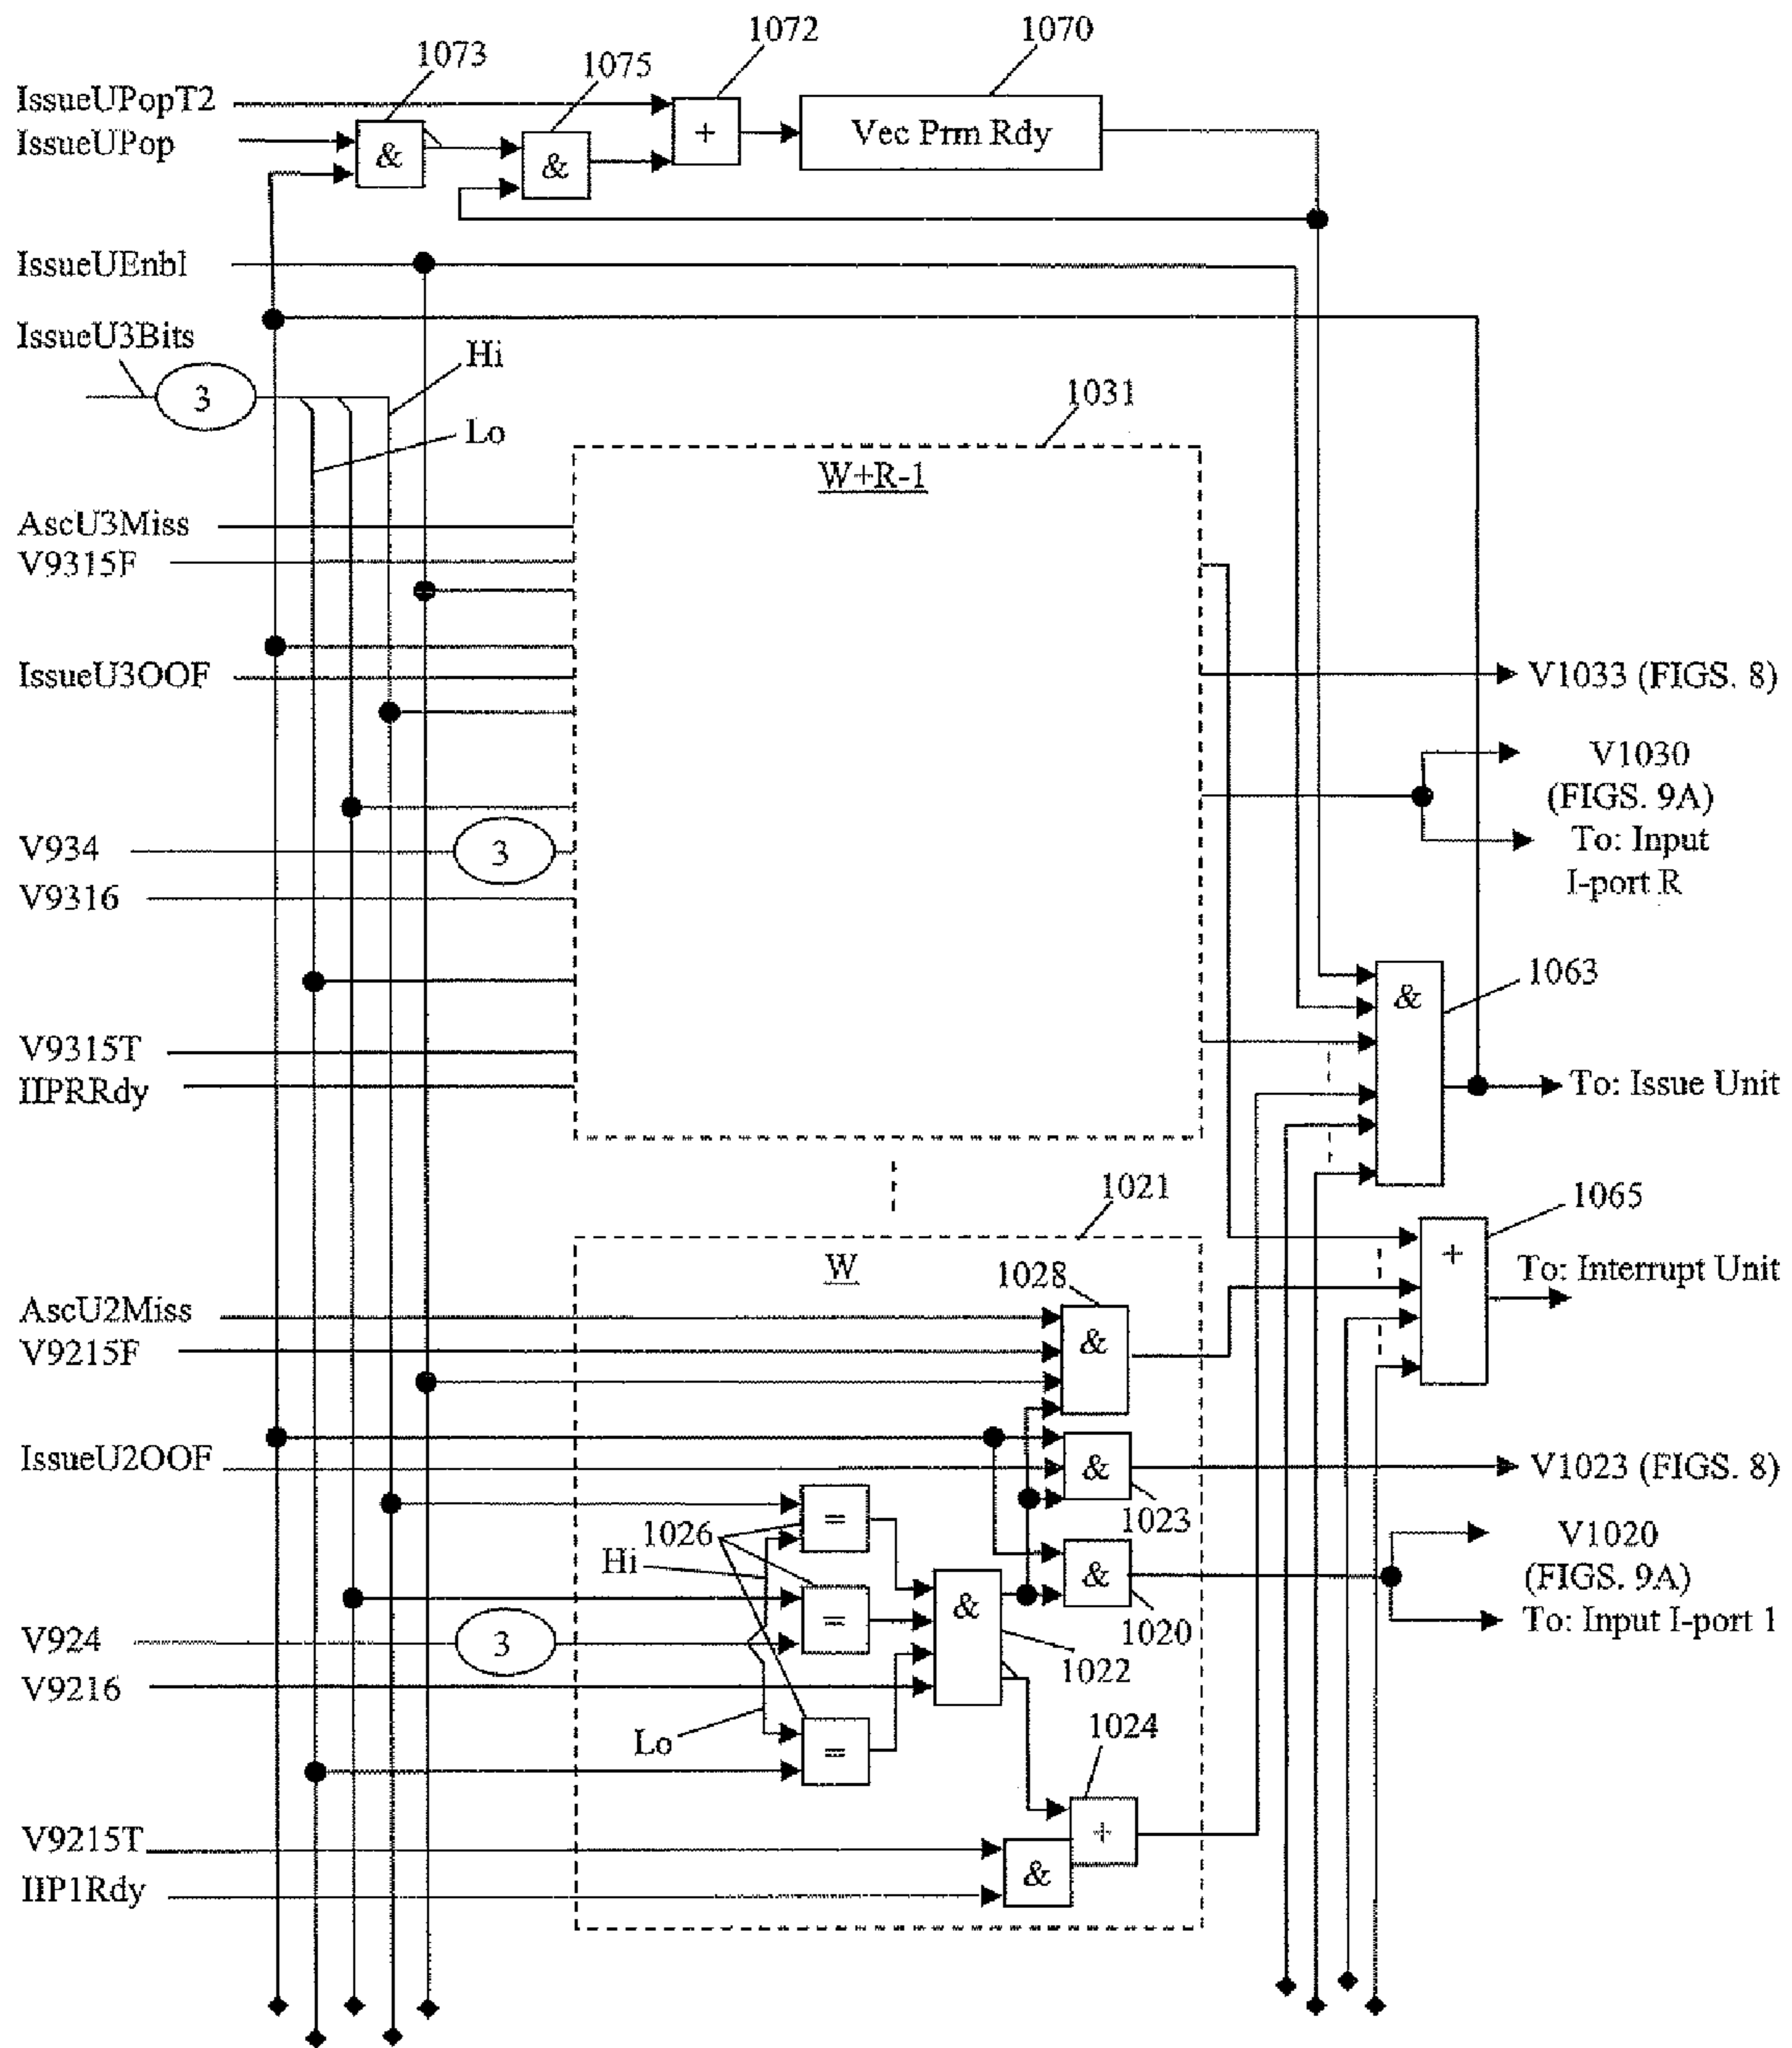 1073
1075
1072
1070
IssueUPopT2
IssueUPop
&
&
+
Vec Prm Rdy
IssueUEnbl
IssueU3Bits
3
Hi
Lo
1031
W+R-1
AscU3Miss
V9315F
IssueU3OOF
V1033 (FIGS. 8)
V1030
(FIGS. 9A)
To: Input
I-port R
V934
3
V9316
1063
&
V9315T
IIPRRdy
To: Issue Unit
1021
1065
W
+
1028
To: Interrupt Unit
AscU2Miss
V9215F
&
IssueU2OOF
&
V1023 (FIGS. 8)
1023
=
1026
Hi
V1020
(FIGS. 9A)
To: Input I-port 1
&
&
=
1020
1022
V924
3
V9216
Lo
=
1024
V9215T
+
&
IIP1Rdy